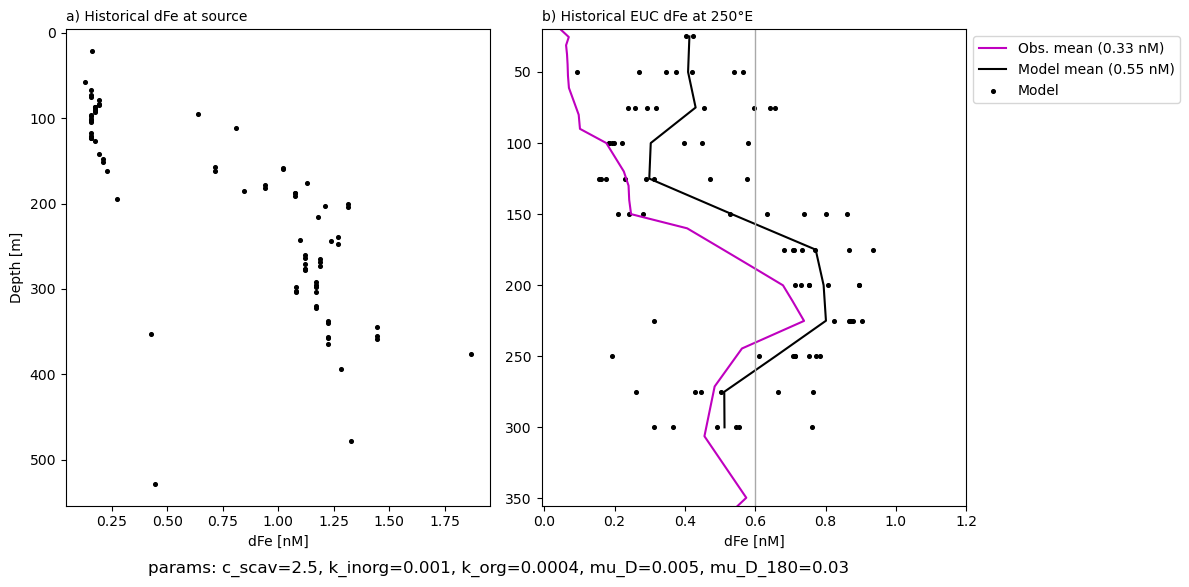 a) Historical dFe at source
b) Historical EUC dFe at 250°E
0
100
200
300
400
500
Depth [m]
0.25 0.50 0.75 1.00 1.25 1.50 1.75
dFe [nM]
50
100
150
200
250
300
350
0.0 0.2 0.4 0.6 0.8 1.0 1.2
dFe [nM]
Obs. mean (0.33 nM)
Model mean (0.55 nM)
Model
params: c_scav=2.5, k_inorg=0.001, k_org=0.0004, mu_D=0.005, mu_D_180=0.03